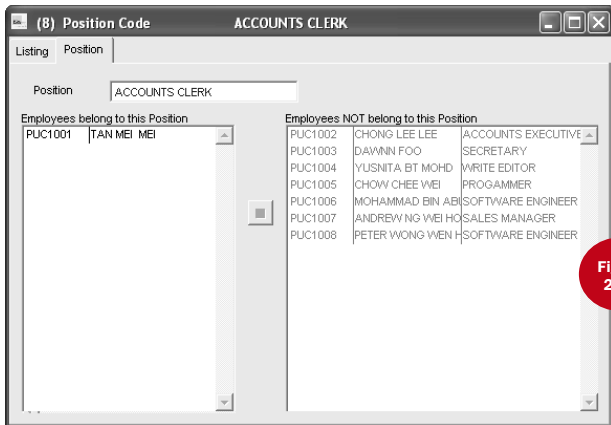 (8) Position Code ACCOUNTS CLERK
Listing Position
Position ACCOUNTS CLERK
Employees belong to this Position
PUC1001 TAN MEI MEI
Employees NOT belong to this Position
PUC1002 CHONG LEE LEE ACCOUNTS EXECUTIVE
PUC1003 DAWNN FOO SECRETARY
PUC1004 YUSNITA BT MOHD WRITE EDITOR
PUC1005 CHOW CHEE WEI PROGAMMER
PUC1006 MOHAMMAD BIN AB SOFTWARE ENGINEER
PUC1007 ANDREW NG WEI HO SALES MANAGER
PUC1008 PETER WONG WEN H SOFTWARE ENGINEER
Fi
2